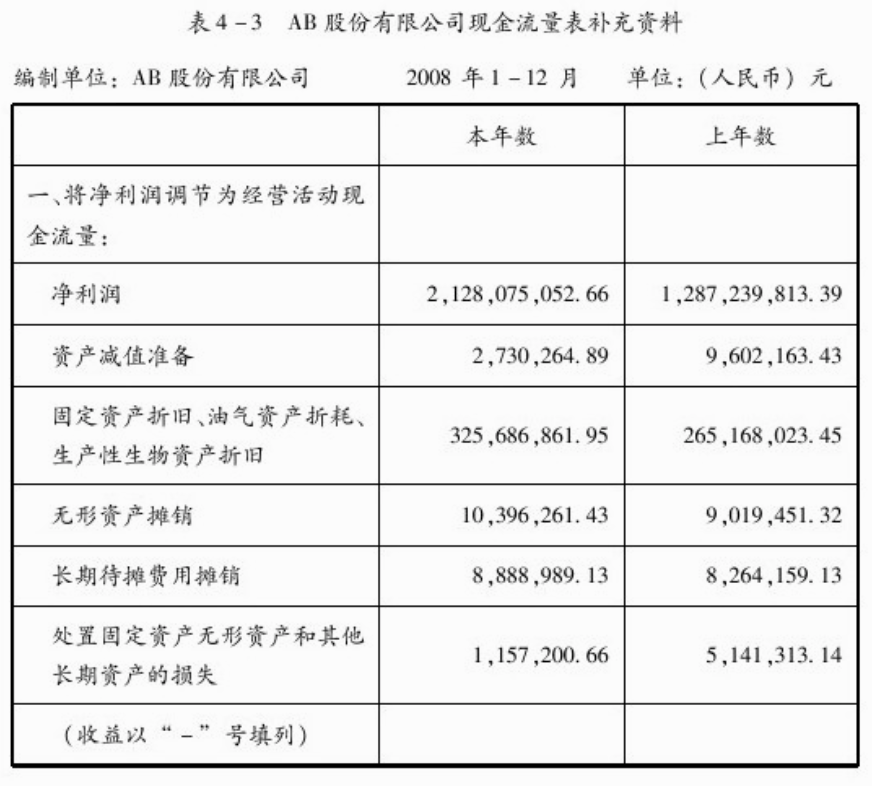 表4-3 AB股份有限公司现金流量表补充资料
编制单位：AB股份有限公司 2008 年1-12 月 单位：(人民币) 元
本年数 上年数
一、将净利润调节为经营活动现
金流量：
净利润 2,128,075,052.66 1,287,239,813.39
资产减值准备 2,730,264.89 9,602,163.43
固定资产折旧、油气资产折耗、
生产性生物资产折旧 325,686,861.95 265,168,023.45
无形资产摊销 10,396,261.43 9,019,451.32
长期待摊费用摊销 8,888,989.13 8,264,159.13
处置固定资产无形资产和其他
长期资产的损失 1,157,200.66 5,141,313.14
(收益以“-”号填列)